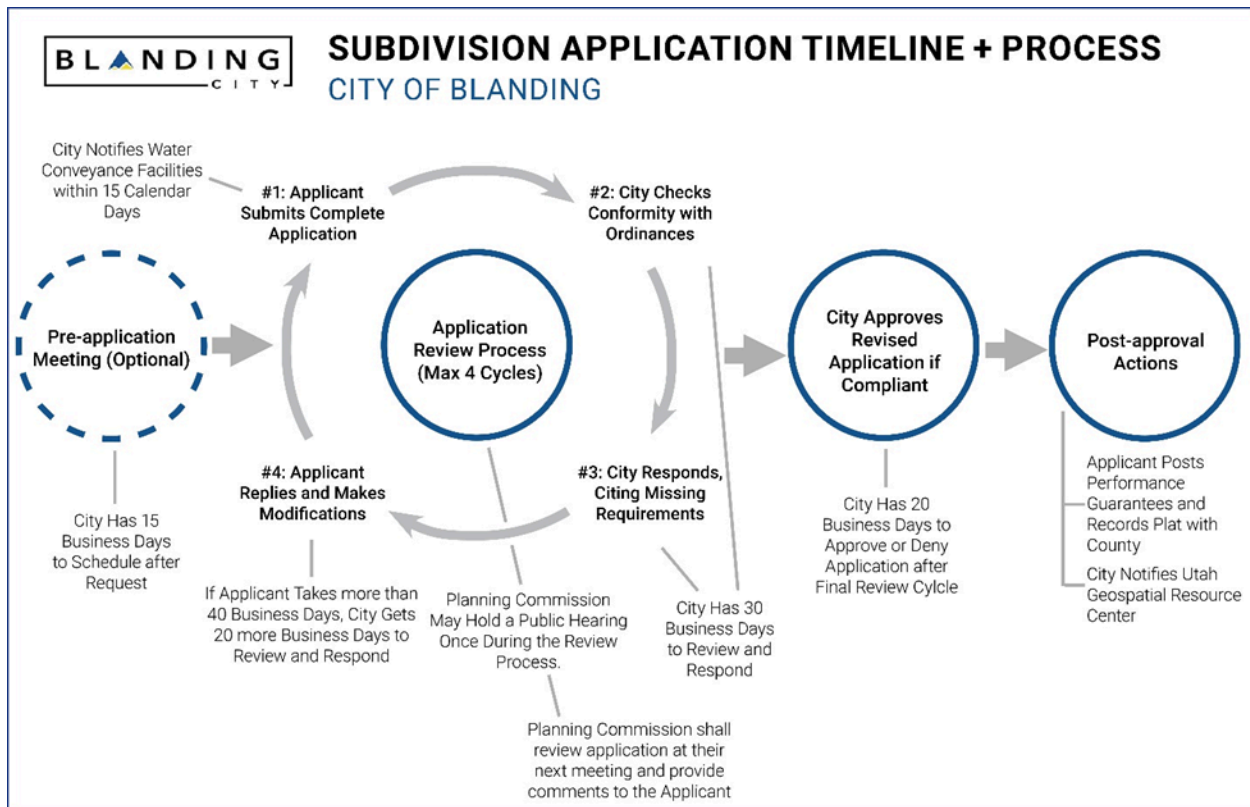 BLANDING
CITY
SUBDIVISION APPLICATION TIMELINE + PROCESS
CITY OF BLANDING
City Notifies Water
Conveyance Facilities
within 15 Calendar
Days
#1: Applicant
Submits Complete
Application
#2: City Checks
Conformity with
Ordinances
Pre-application
Meeting (Optional)
Application
Review Process
(Max 4 Cycles)
City Approves
Revised
Application if
Compliant
Post-approval
Actions
#4: Applicant
Replies and Makes
Modifications
#3: City Responds,
Citing Missing
Requirements
City Has 15
Business Days
to Schedule after
Request
If Applicant Takes more than
40 Business Days, City Gets
20 more Business Days to
Review and Respond
Planning Commission
May Hold a Public Hearing
Once During the Review
Process.
City Has 30
Business Days
to Review and
Respond
City Has 20
Business Days to
Approve or Deny
Application after
Final Review Cylcle
Applicant Posts
Performance
Guarantees and
Records Plat with
County
City Notifies Utah
Geospatial Resource
Center
Planning Commission shall
review application at their
next meeting and provide
comments to the Applicant